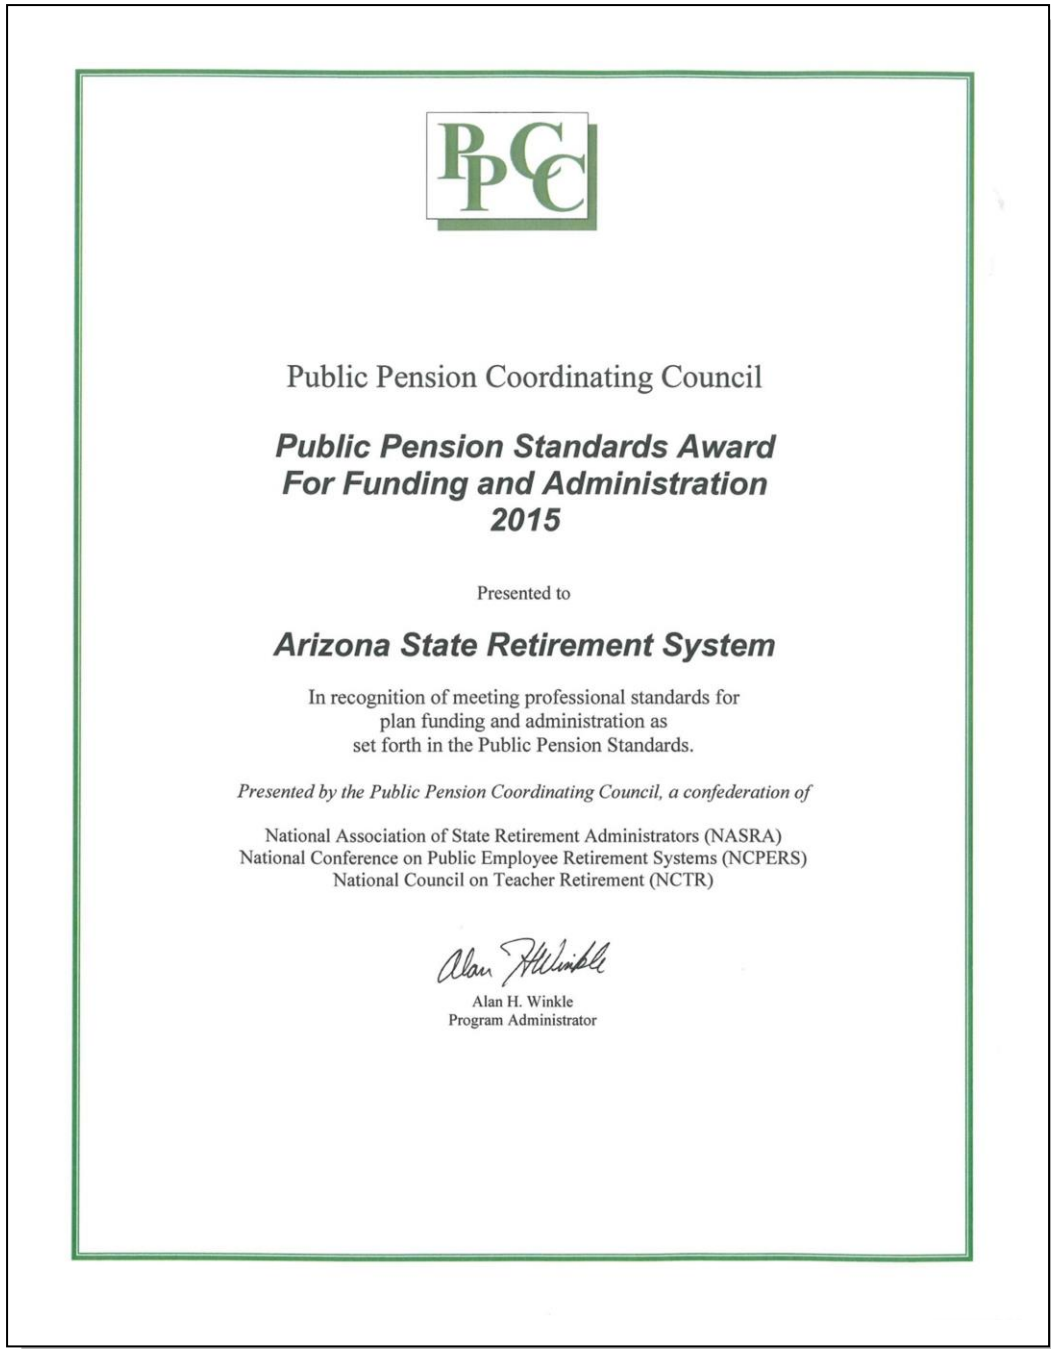 PPCC
Public Pension Coordinating Council
Public Pension Standards Award
For Funding and Administration
2015
Presented to
Arizona State Retirement System
In recognition of meeting professional standards for
plan funding and administration as
set forth in the Public Pension Standards.
Presented by the Public Pension Coordinating Council, a confederation of
National Association of State Retirement Administrators (NASRA)
National Conference on Public Employee Retirement Systems (NCPERS)
National Council on Teacher Retirement (NCTR)
Alan H Winkle
Alan H. Winkle
Program Administrator